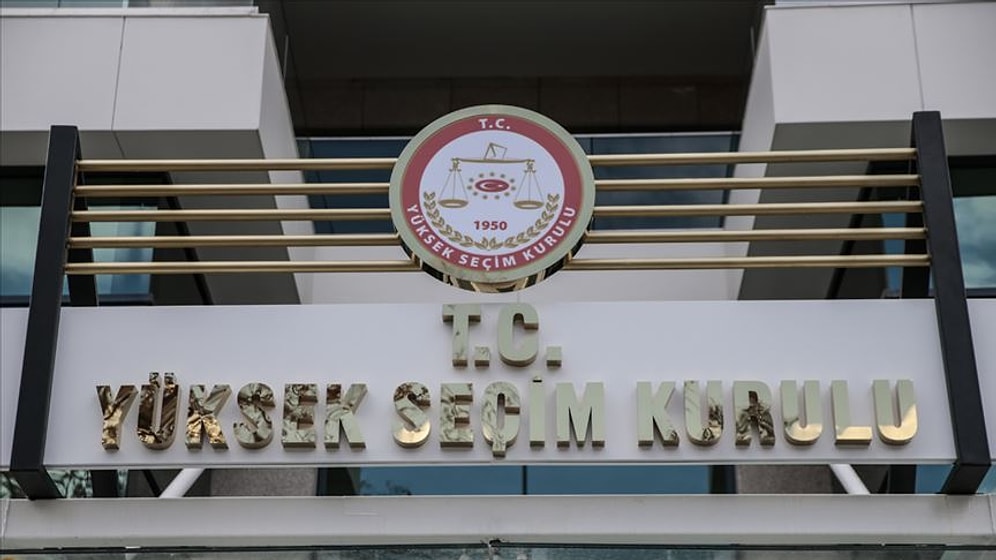 T.C.
1950
YÜKSEK SEÇİM KURULU
T.C.
YÜKSEK SEÇİM KURULU